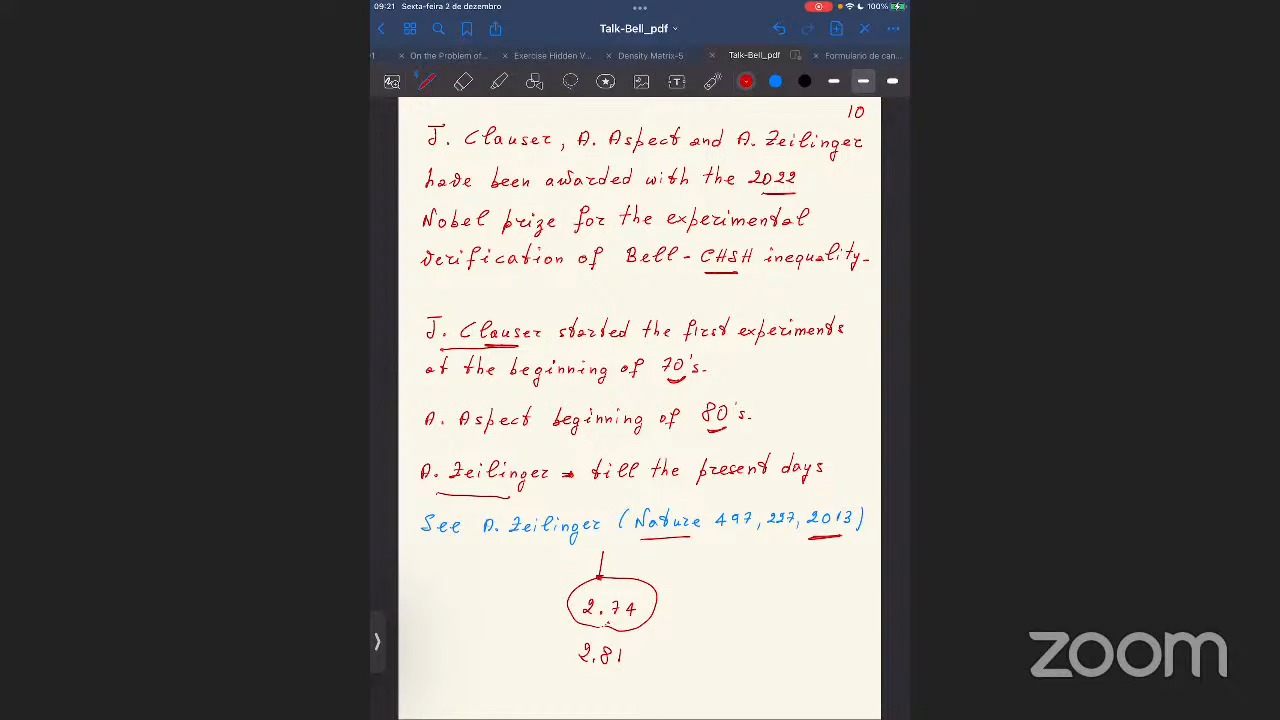 09:21 Sexta-feira 2 de dezembro
100%
Talk-Bell_pdf
On the Problem of...
Exercise Hidden V...
Density Matrix-5
Talk-Bell_pdf
Formulario de can...
10
J. Clauser, A. Aspect and A. Zeilinger
have been awarded with the 2022
Nobel prize for the experimental
verification of Bell - CHSH inequality.
J. Clauser started the first experiments
at the beginning of 70's.
A. Aspect beginning of 80's.
A. Zeilinger → till the present days
See A. Zeilinger (Nature 497, 227, 2013)
2.74
2.81
zoom